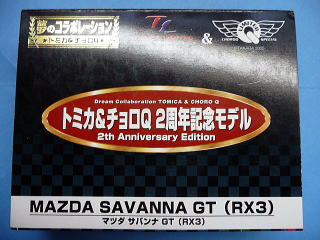 夢のコラボレーション
★トミカ&チョロQ★
&
Dream Collaboration TOMICA & CHORO Q
トミカ&チョロQ 2周年記念モデル
2th Anniversary Edition
MAZDA SAVANNA GT (RX3)
マツダ サバンナ GT (RX3)